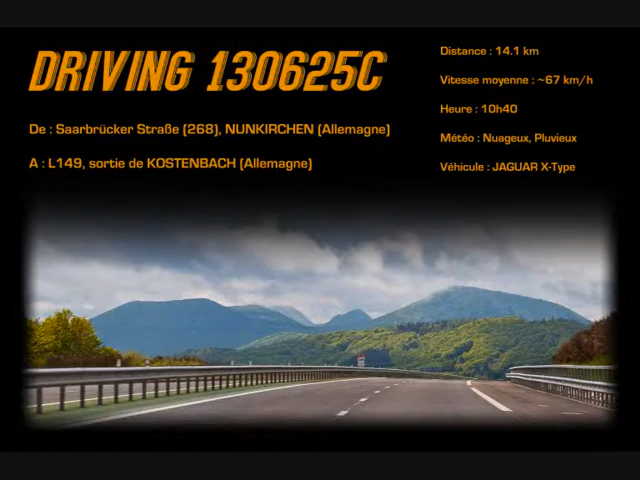 DRIVING 130625C
De : Saarbrücker Straße (268), NUNKIRCHEN (Allemagne)
A : L149, sortie de KOSTENBACH (Allemagne)
Distance : 14.1 km
Vitesse moyenne : ~67 km/h
Heure : 10h40
Météo : Nuageux, Pluvieux
Véhicule : JAGUAR X-Type